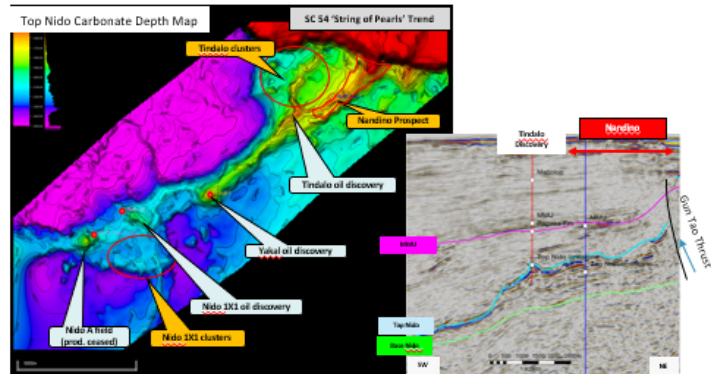 Top Nido Carbonate Depth Map
SC 54 'String of Pearls' Trend
Tindalo clusters
Nandino Prospect
Tindalo oil discovery
Yakal oil discovery
Nido 1X1 oil discovery
Nido A field
(prod. ceased)
Nido 1X1 clusters
Tindalo
Discovery
Nandino
MMU
Gun Tao Thrust
MMU
Top Nido
Base Nido
SW
NE